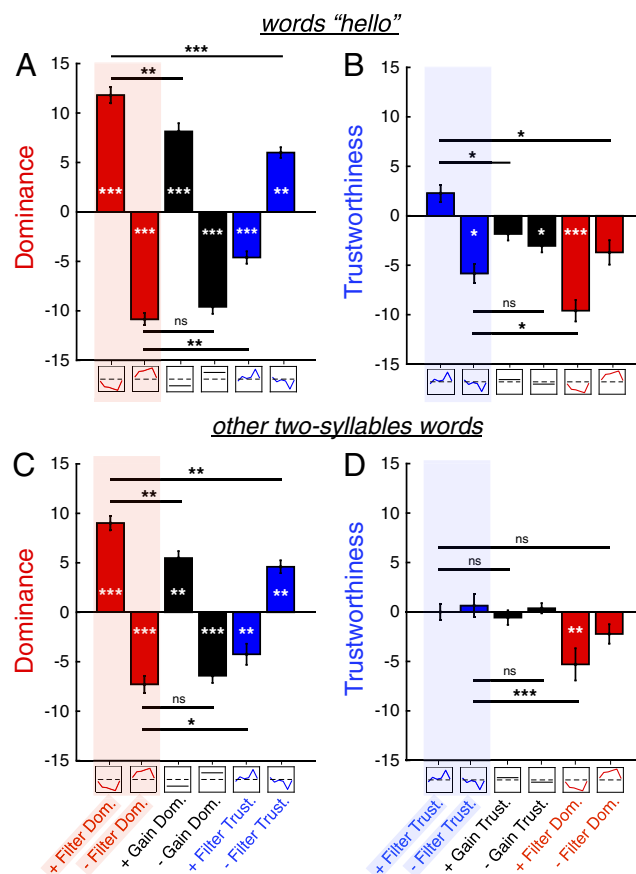 words “hello”
A
B
***
**
15
10
5
0
-5
-10
-15
Dominance
***
***
***
***
***
**
ns
**
15
10
5
0
-5
-10
-15
Trustworthiness
*
*
*
*
***
ns
*
other two-syllables words
C
D
**
**
15
10
5
0
-5
-10
-15
Dominance
***
***
**
***
**
**
ns
*
15
10
5
0
-5
-10
-15
Trustworthiness
ns
ns
**
ns
***
+ Filter Dom.
- Filter Dom.
+ Gain Dom.
- Gain Dom.
+ Filter Trust.
- Filter Trust.
+ Filter Trust.
- Filter Trust.
+ Gain Trust.
- Gain Trust.
+ Filter Dom.
- Filter Dom.